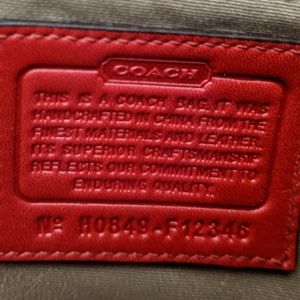 COACH
THIS IS A COACH BAG. IT WAS
HANDCRAFTED IN CHINA FROM THE
FINEST MATERIALS AND LEATHER.
ITS SUPERIOR CRAFTSMANSHIP
REFLECTS OUR COMMITMENT TO
ENDURING QUALITY.
Nº H0849-F12346